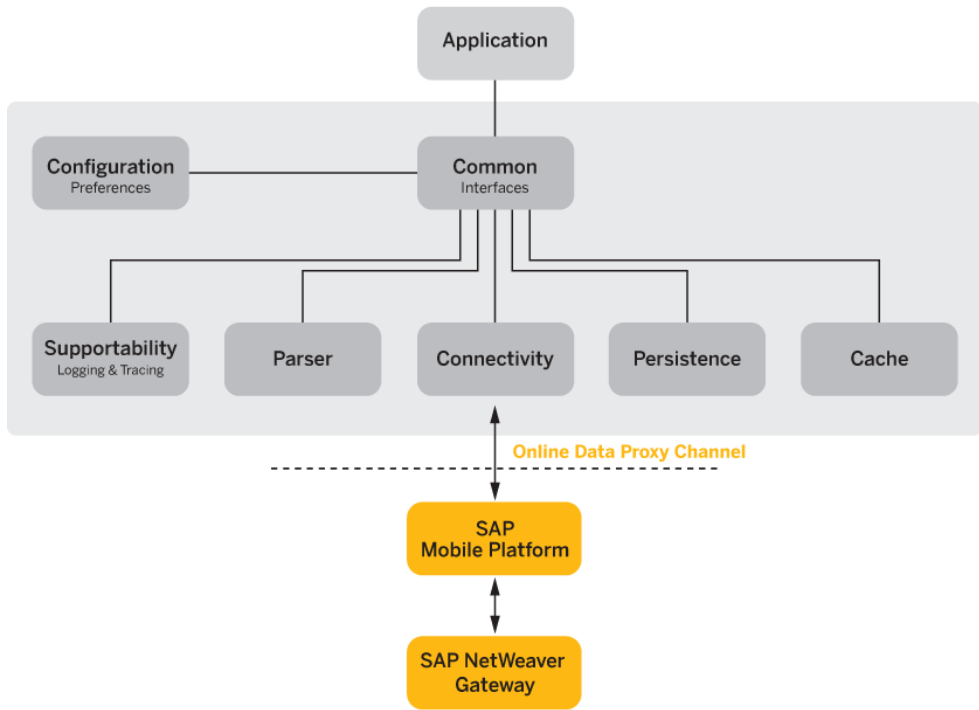 Application
Configuration
Preferences
Common
Interfaces
Supportability
Logging & Tracing
Parser
Connectivity
Persistence
Cache
Online Data Proxy Channel
SAP
Mobile Platform
SAP NetWeaver
Gateway